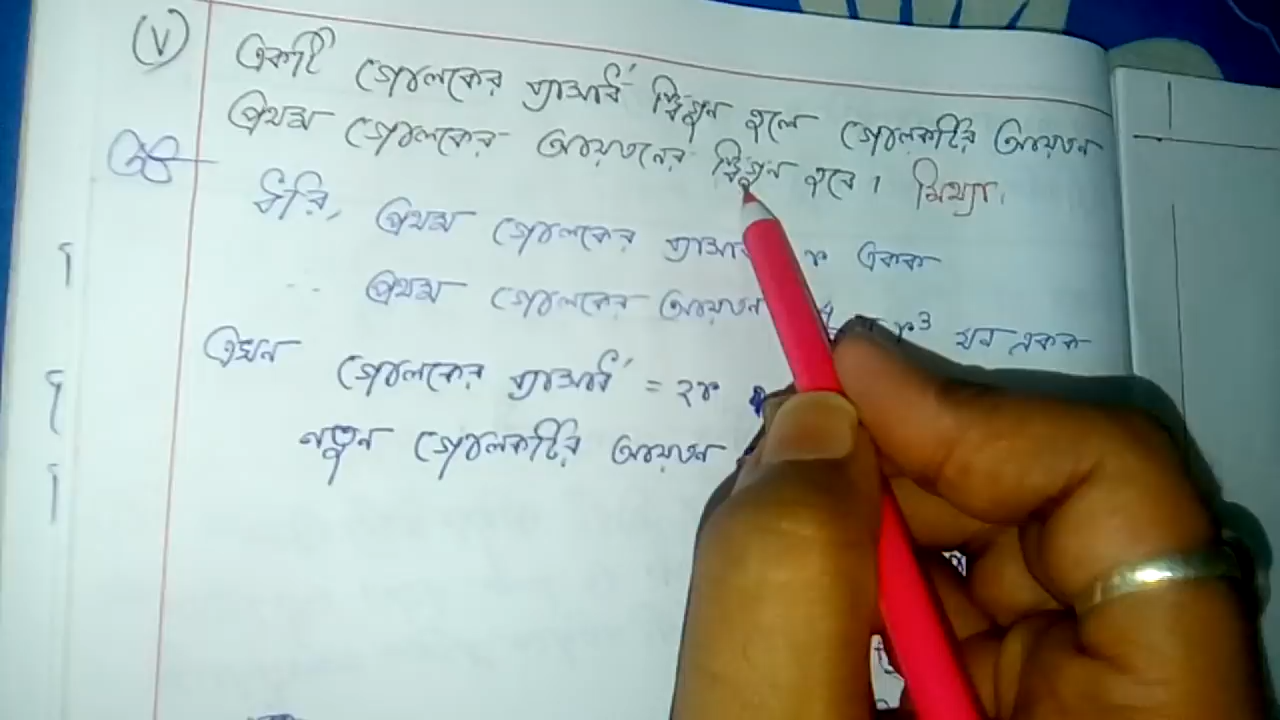 (V) একটি গোলকের ব্যাসার্ধ দ্বিগুন হলে গোলকটির আয়তন
প্রথম গোলকের আয়তনের দ্বিগুন হবে। মিথ্যা।
ধরি, প্রথম গোলকের ব্যাসার্ধ r একক
প্রথম গোলকের আয়তন r³ ঘন একক
এখন গোলকের ব্যাসার্ধ = ২r
নতুন গোলকটির আয়তন